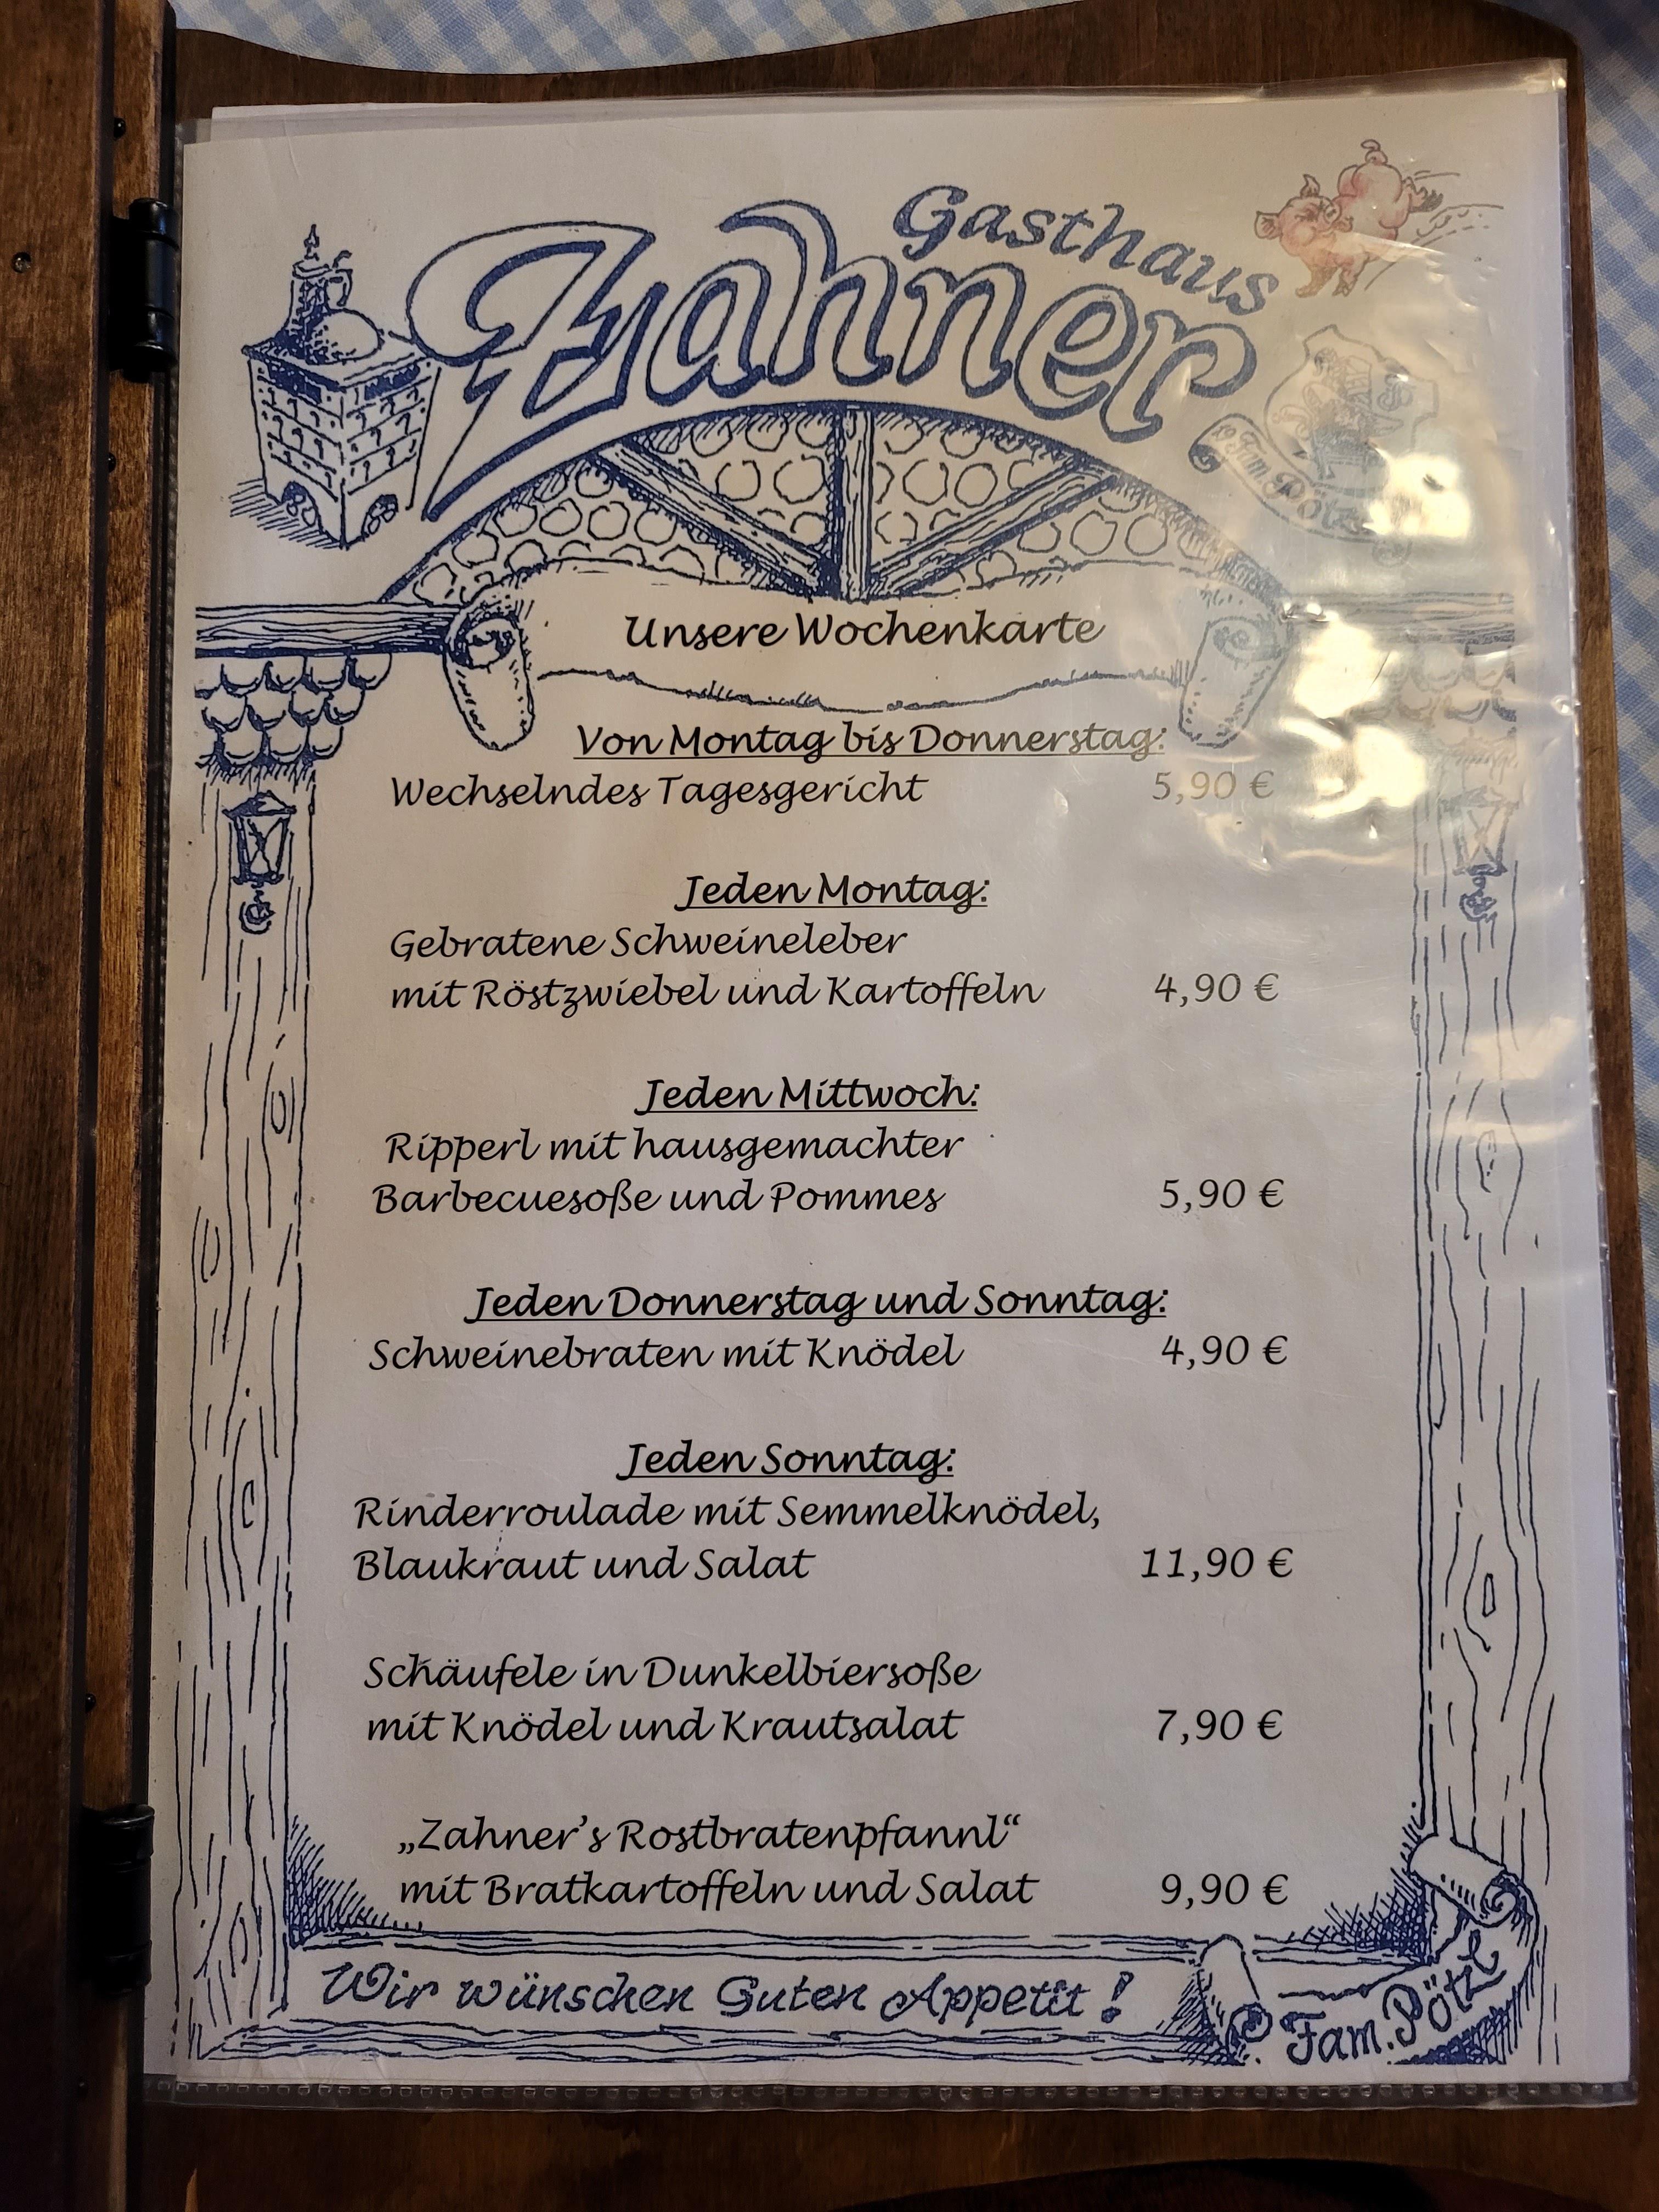 Gasthaus
Zahner
Fam. Pötzl
Unsere Wochenkarte
Von Montag bis Donnerstag:
Wechselndes Tagesgericht 5,90 €
Jeden Montag:
Gebratene Schweineleber
mit Röstzwiebel und Kartoffeln 4,90 €
Jeden Mittwoch:
Ripperl mit hausgemachter
Barbecuesoße und Pommes 5,90 €
Jeden Donnerstag und Sonntag:
Schweinebraten mit Knödel 4,90 €
Jeden Sonntag:
Rinderroulade mit Semmelknödel,
Blaukraut und Salat 11,90 €
Schäufele in Dunkelbiersoße
mit Knödel und Krautsalat 7,90 €
„Zahner’s Rostbratenpfannl“
mit Bratkartoffeln und Salat 9,90 €
Wir wünschen Guten Appetit!
Fam. Pötzl